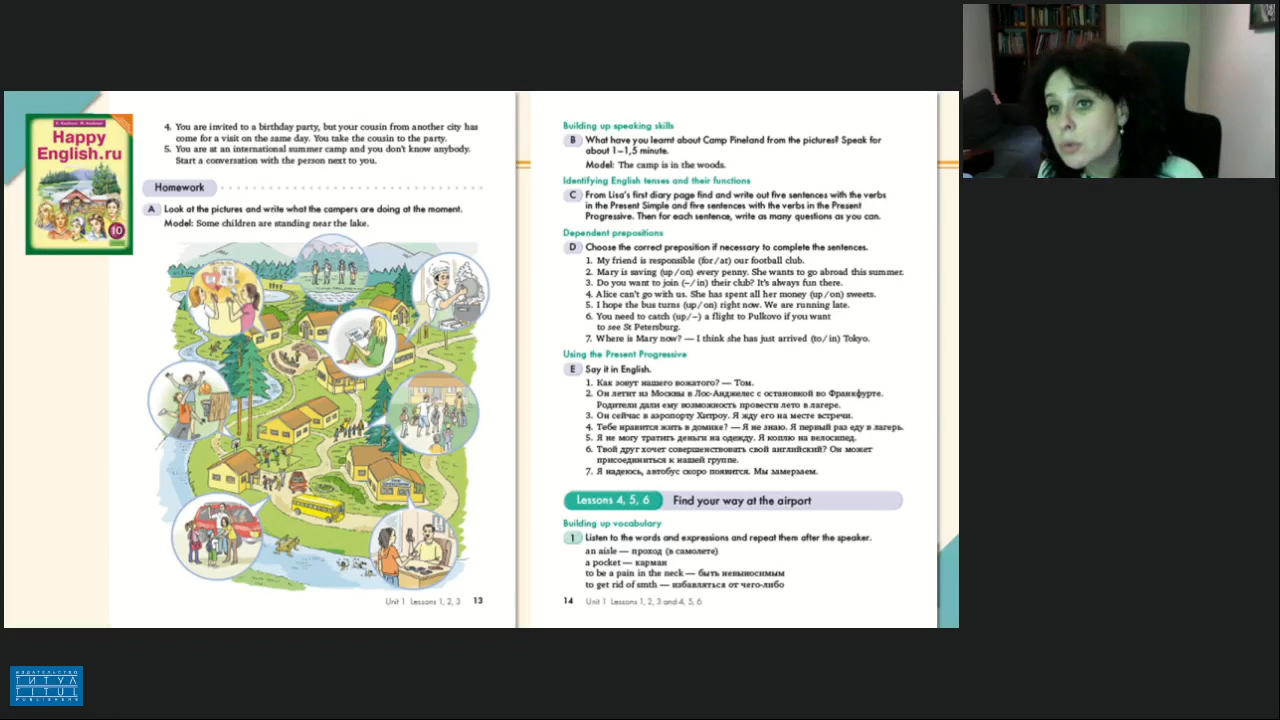 Happy
English.ru
10
4. You are invited to a birthday party, but your cousin from another city has
come for a visit on the same day. You take the cousin to the party.
5. You are at an international summer camp and you don't know anybody.
Start a conversation with the person next to you.
Homework
A Look at the pictures and write what the campers are doing at the moment.
Model: Some children are standing near the lake.
Unit 1 Lessons 1, 2, 3 13
Building up speaking skills
B What have you learnt about Camp Pineland from the pictures? Speak for
about 1–1,5 minute.
Model: The camp is in the woods.
Identifying English tenses and their functions
C From Lisa's first diary page find and write out five sentences with the verbs
in the Present Simple and five sentences with the verbs in the Present
Progressive. Then for each sentence, write as many questions as you can.
Dependent prepositions
D Choose the correct preposition if necessary to complete the sentences.
1. My friend is responsible (for/at) our football club.
2. Mary is saving (up/on) every penny. She wants to go abroad this summer.
3. Do you want to join (–/in) their club? It's always fun there.
4. Alice can't go with us. She has spent all her money (up/on) sweets.
5. I hope the bus turns (up/on) right now. We are running late.
6. You need to catch (up/–) a flight to Pulkovo if you want
to see St Petersburg.
7. Where is Mary now? — I think she has just arrived (to/in) Tokyo.
Using the Present Progressive
E Say it in English.
1. Как зовут нашего вожатого? — Том.
2. Он летит из Москвы в Лос-Анджелес с остановкой во Франкфурте.
Родители дали ему возможность провести лето в лагере.
3. Он сейчас в аэропорту Хитроу. Я жду его на месте встречи.
4. Тебе нравится жить в домике? — Я не знаю. Я первый раз еду в лагерь.
5. Я не могу тратить деньги на одежду. Я коплю на велосипед.
6. Твой друг хочет совершенствовать свой английский? Он может
присоединиться к нашей группе.
7. Я надеюсь, автобус скоро появится. Мы замерзаем.
Lessons 4, 5, 6 Find your way at the airport
Building up vocabulary
1 Listen to the words and expressions and repeat them after the speaker.
an aisle — проход (в самолете)
a pocket — карман
to be a pain in the neck — быть невыносимым
to get rid of smth — избавляться от чего-либо
14 Unit 1 Lessons 1, 2, 3 and 4, 5, 6
ИЗДАТЕЛЬСТВО
ТИТУЛ
TITUL
PUBLISHERS